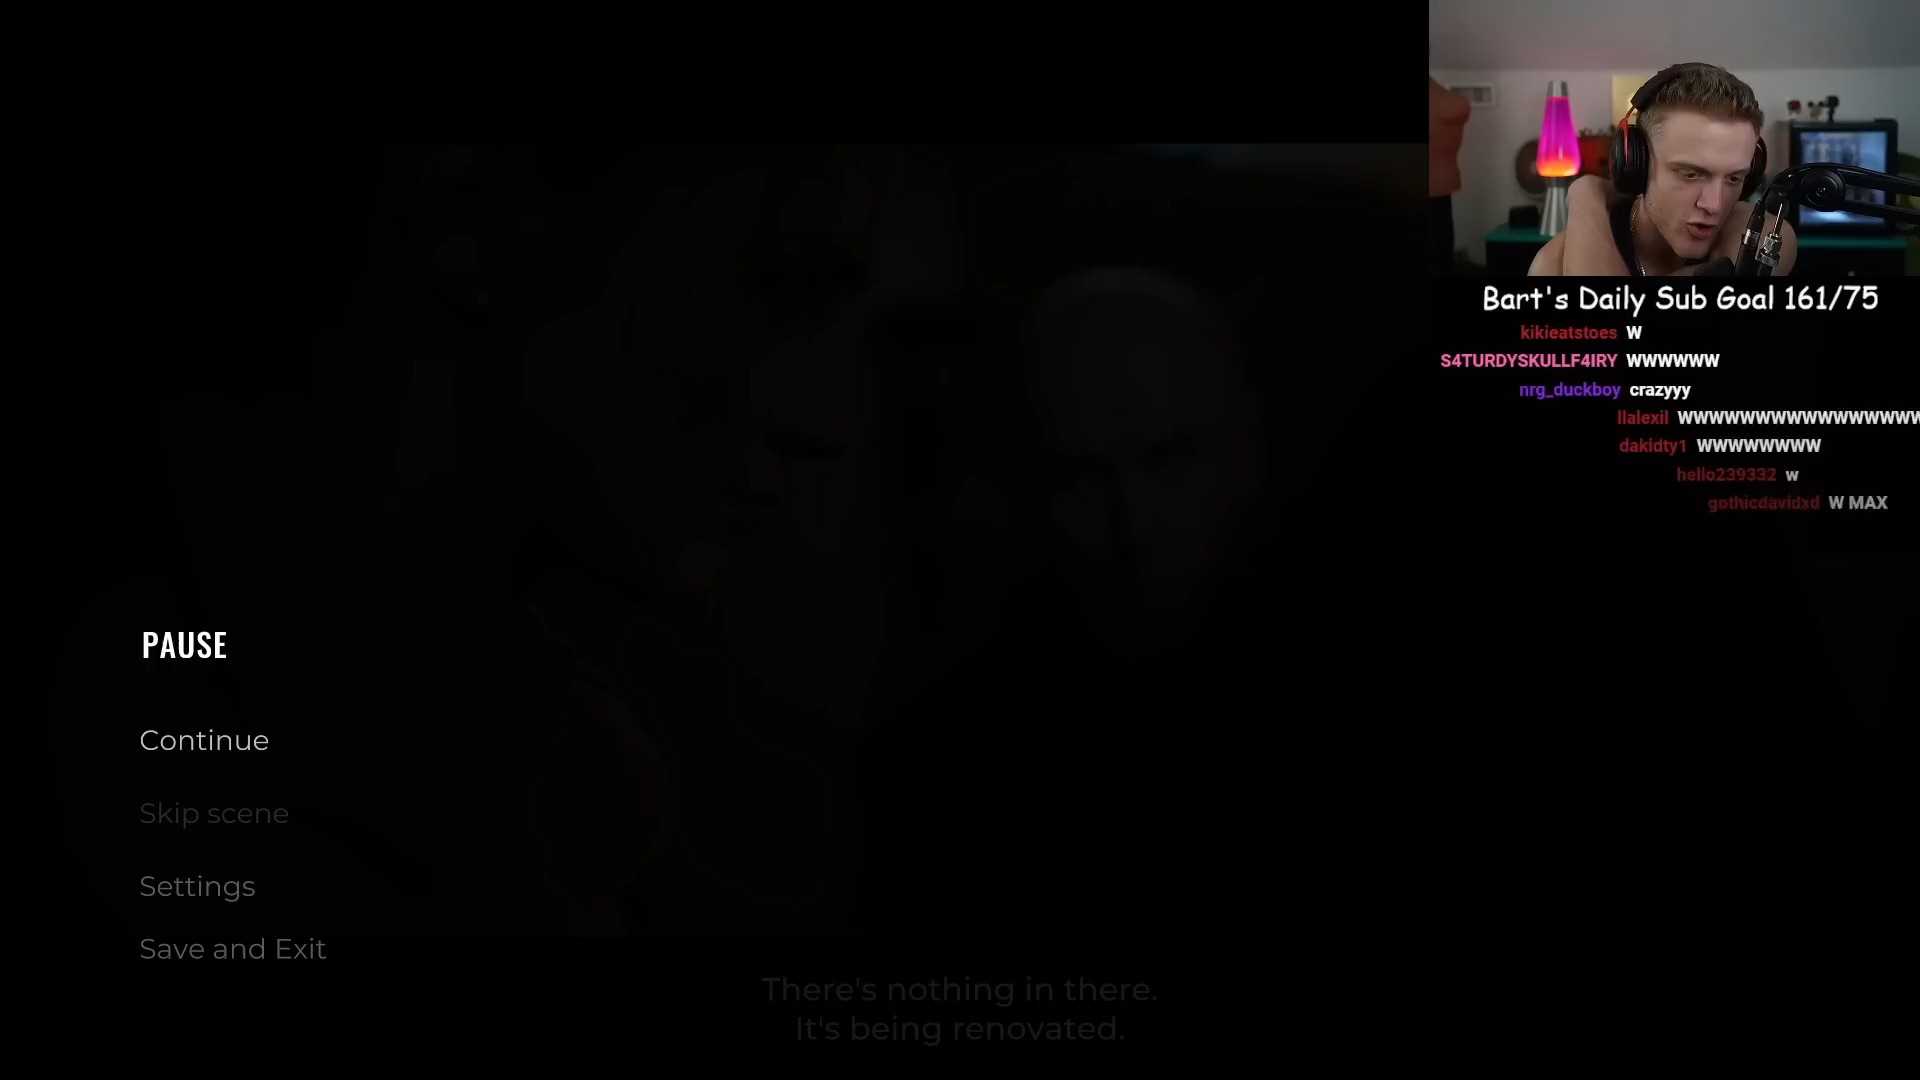 Bart's Daily Sub Goal 161/75
kikieatstoes W
S4TURDYSKULLF4IRY WWWWWW
nrg_duckboy crazyyy
llalexil WWWWWWWWWWWWWWWW
dakidty1 WWWWWWWW
hello239332 w
gothicdavidxd W MAX
PAUSE
Continue
Skip scene
Settings
Save and Exit
There's nothing in there.
It's being renovated.